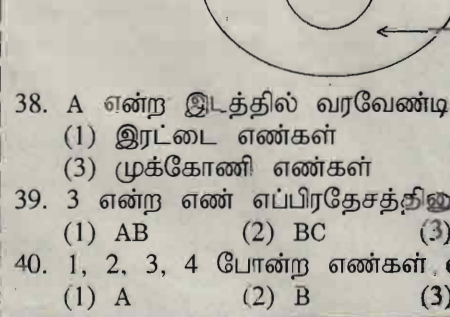 38. A என்ற இடத்தில் வரவேண்டி
(1) இரட்டை எண்கள்
(3) முக்கோணி எண்கள்
39. 3 என்ற எண் எப்பிரதேசத்தினு
(1) AB (2) BC (3)
40. 1, 2, 3, 4 போன்ற எண்கள்
(1) A (2) B (3)